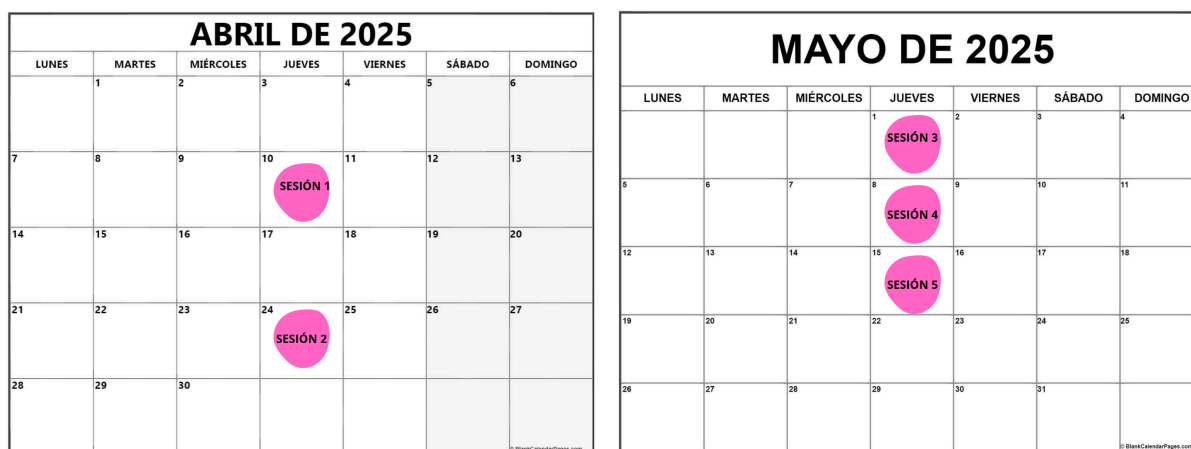 ABRIL DE 2025
LUNES MARTES MIÉRCOLES JUEVES VIERNES SÁBADO DOMINGO
1 2 3 4 5 6
7 8 9 10 11 12 13
SESIÓN 1
14 15 16 17 18 19 20
21 22 23 24 25 26 27
SESIÓN 2
28 29 30
© BlankCalendarPages.com
MAYO DE 2025
LUNES MARTES MIÉRCOLES JUEVES VIERNES SÁBADO DOMINGO
1 2 3 4
SESIÓN 3
5 6 7 8 9 10 11
SESIÓN 4
12 13 14 15 16 17 18
SESIÓN 5
19 20 21 22 23 24 25
26 27 28 29 30 31
© BlankCalendarPages.com